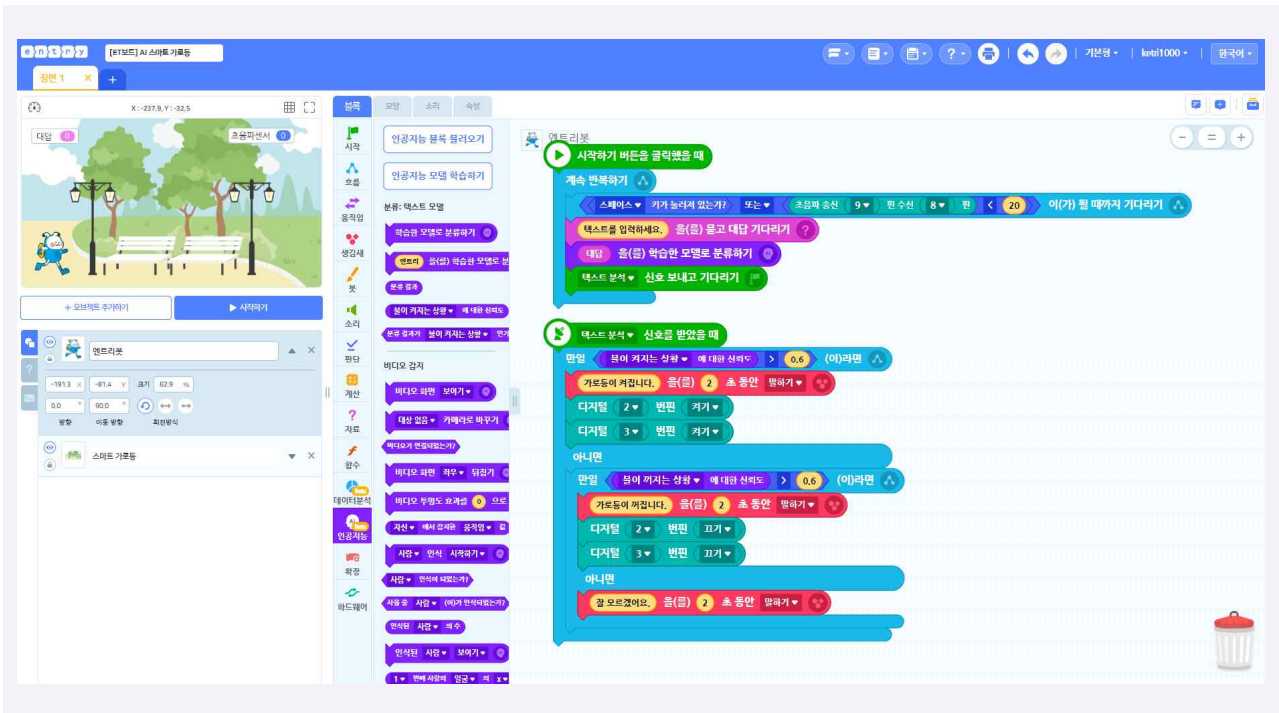 entry [ET보드] AI 스마트 가로등 ? 기본형 ketri1000 한국어
장면 1 × +
X : -237.9, Y : -32.5
대답 0 초음파센서 0
+ 오브젝트 추가하기 ▶ 시작하기
엔트리봇
-191.3 X -81.4 Y 크기 62.9 %
0.0 ° 90.0 °
방향 이동 방향 회전방식
스마트 가로등
블록 모양 소리 속성
시작
흐름
움직임
생김새
붓
소리
판단
계산
자료
함수
데이터분석
인공지능
확장
하드웨어
인공지능 블록 불러오기
인공지능 모델 학습하기
분류: 텍스트 모델
학습한 모델로 분류하기
엔트리 을(를) 학습한 모델로 분
분류 결과
불이 켜지는 상황 에 대한 신뢰도
분류 결과가 불이 켜지는 상황 인가
비디오 감지
비디오 화면 보이기
대상 없음 카메라로 바꾸기
비디오가 연결되었는가?
비디오 화면 좌우 뒤집기
비디오 투명도 효과를 0 으로
자신 에서 감지한 움직임 값
사람 인식 시작하기
사람 인식이 되었는가?
사물 중 사람 (이)가 인식되었는가?
인식된 사람 의 수
인식된 사람 보이기
1 번째 사람의 얼굴 의 x
엔트리봇
시작하기 버튼을 클릭했을 때
계속 반복하기
스페이스 키가 눌러져 있는가? 또는 초음파 송신 9 핀 수신 8 핀 < 20 이(가) 될 때까지 기다리기
텍스트를 입력하세요. 을(를) 묻고 대답 기다리기 ?
대답 을(를) 학습한 모델로 분류하기
텍스트 분석 신호 보내고 기다리기
텍스트 분석 신호를 받았을 때
만일 불이 켜지는 상황 에 대한 신뢰도 > 0.6 (이)라면
가로등이 켜집니다. 을(를) 2 초 동안 말하기
디지털 2 번핀 켜기
디지털 3 번핀 켜기
아니면
만일 불이 꺼지는 상황 에 대한 신뢰도 > 0.6 (이)라면
가로등이 꺼집니다. 을(를) 2 초 동안 말하기
디지털 2 번핀 끄기
디지털 3 번핀 끄기
아니면
잘 모르겠어요. 을(를) 2 초 동안 말하기